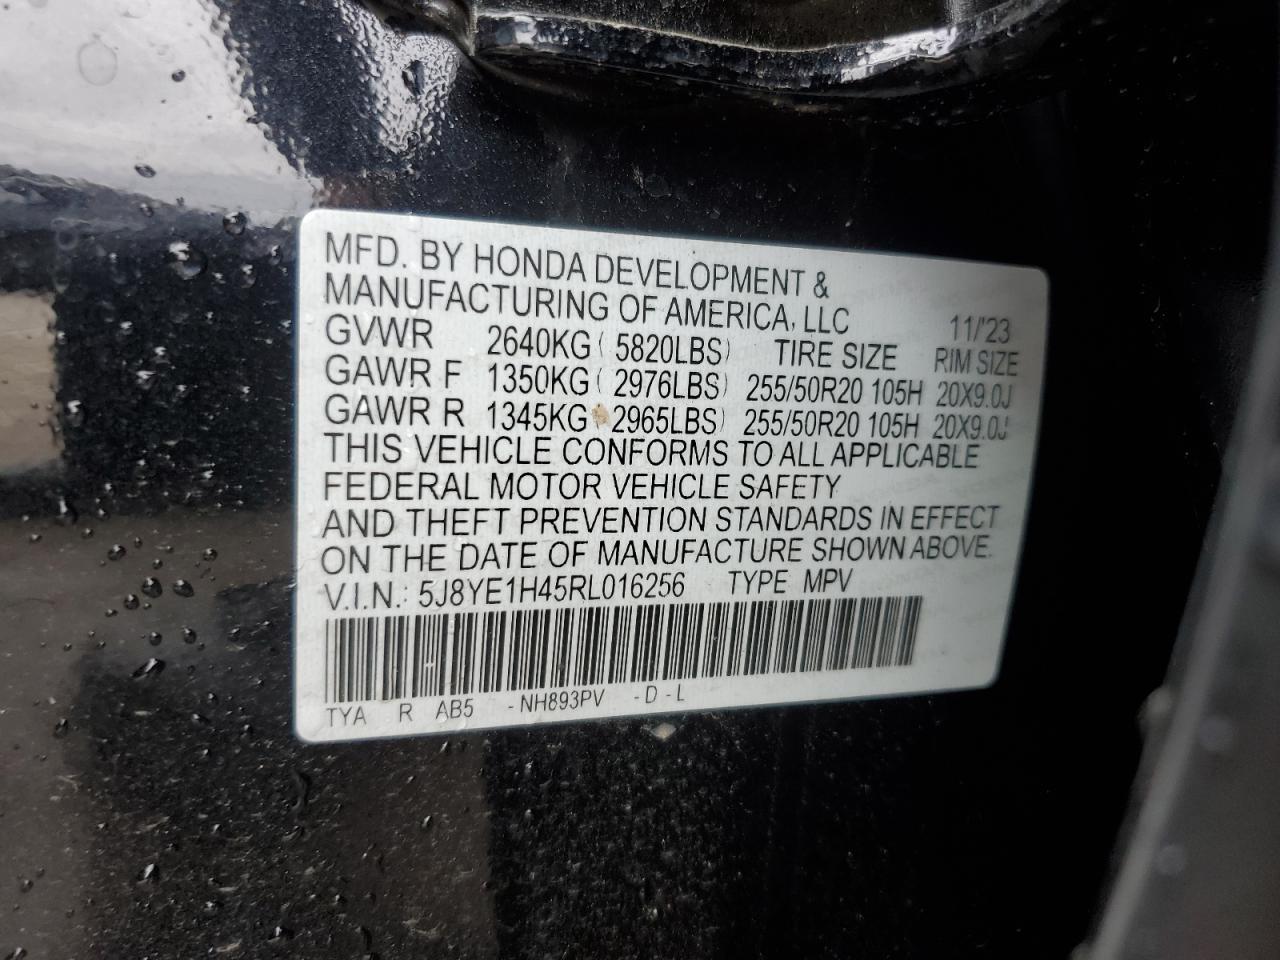 MFD. BY HONDA DEVELOPMENT &
MANUFACTURING OF AMERICA, LLC 11/'23
GVWR 2640KG ( 5820LBS) TIRE SIZE RIM SIZE
GAWR F 1350KG ( 2976LBS) 255/50R20 105H 20X9.0J
GAWR R 1345KG 2965LBS) 255/50R20 105H 20X9.0J
THIS VEHICLE CONFORMS TO ALL APPLICABLE
FEDERAL MOTOR VEHICLE SAFETY
AND THEFT PREVENTION STANDARDS IN EFFECT
ON THE DATE OF MANUFACTURE SHOWN ABOVE.
V.I.N.: 5J8YE1H45RL016256 TYPE MPV
TYA R AB5 -NH893PV -D-L